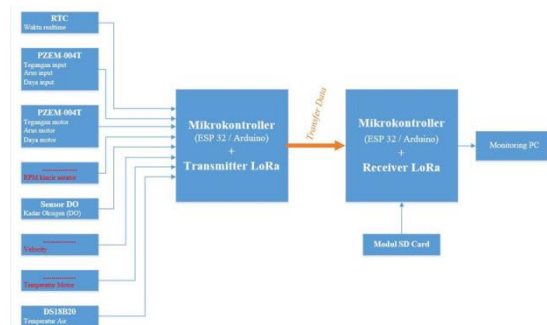 RTC
Waktu realtime
PZEM-004T
Tegangan input
Arus input
Daya input
PZEM-004T
Tegangan motor
Arus motor
Daya motor
RPM kincir aerator
Sensor DO
Kadar Oksigen (DO)
Velocity
Temperatur Motor
DS18B20
Temperatur Air
Mikrokontroller
(ESP 32 / Arduino)
+
Transmitter LoRa
Transfer Data
Mikrokontroller
(ESP 32 / Arduino)
+
Receiver LoRa
Modul SD Card
Monitoring PC